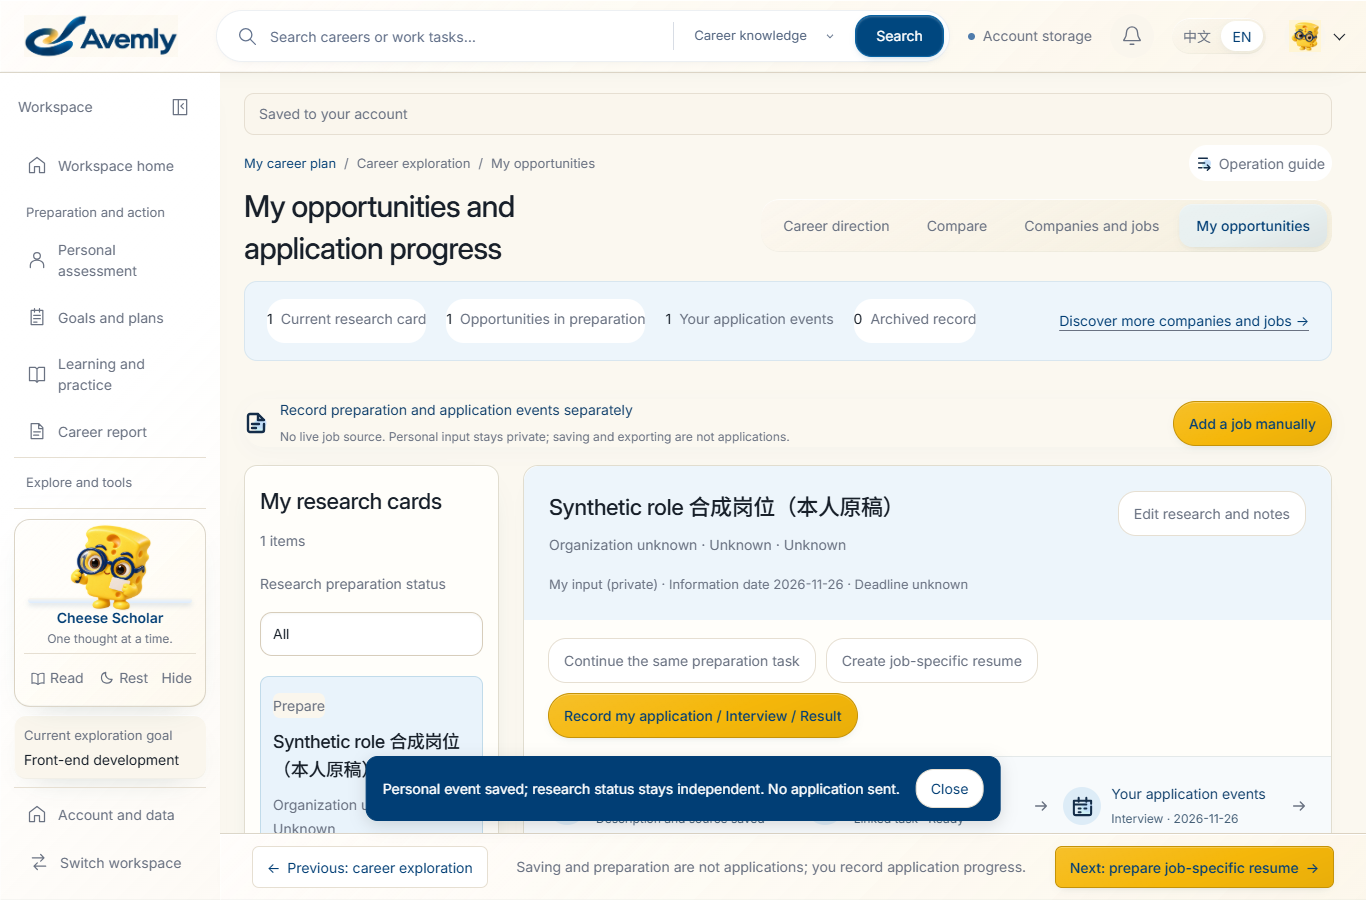 Avemly
Search careers or work tasks...
Career knowledge
Search
Account storage
中文
EN
Workspace
Workspace home
Preparation and action
Personal
assessment
Goals and plans
Learning and
practice
Career report
Explore and tools
Cheese Scholar
One thought at a time.
Read
Rest
Hide
Current exploration goal
Front-end development
Account and data
Switch workspace
Saved to your account
My career plan / Career exploration / My opportunities
Operation guide
My opportunities and
application progress
Career direction
Compare
Companies and jobs
My opportunities
1 Current research card
1 Opportunities in preparation
1 Your application events
0 Archived record
Discover more companies and jobs →
Record preparation and application events separately
No live job source. Personal input stays private; saving and exporting are not applications.
Add a job manually
My research cards
1 items
Research preparation status
All
Prepare
Synthetic role 合成岗位
（本人原稿）
Organization
Unknown
Synthetic role 合成岗位（本人原稿）
Organization unknown · Unknown · Unknown
My input (private) · Information date 2026-11-26 · Deadline unknown
Edit research and notes
Continue the same preparation task
Create job-specific resume
Record my application / Interview / Result
Description and source saved
Linked task · Ready
→
Your application events
Interview · 2026-11-26
→
Personal event saved; research status stays independent. No application sent.
Close
← Previous: career exploration
Saving and preparation are not applications; you record application progress.
Next: prepare job-specific resume →